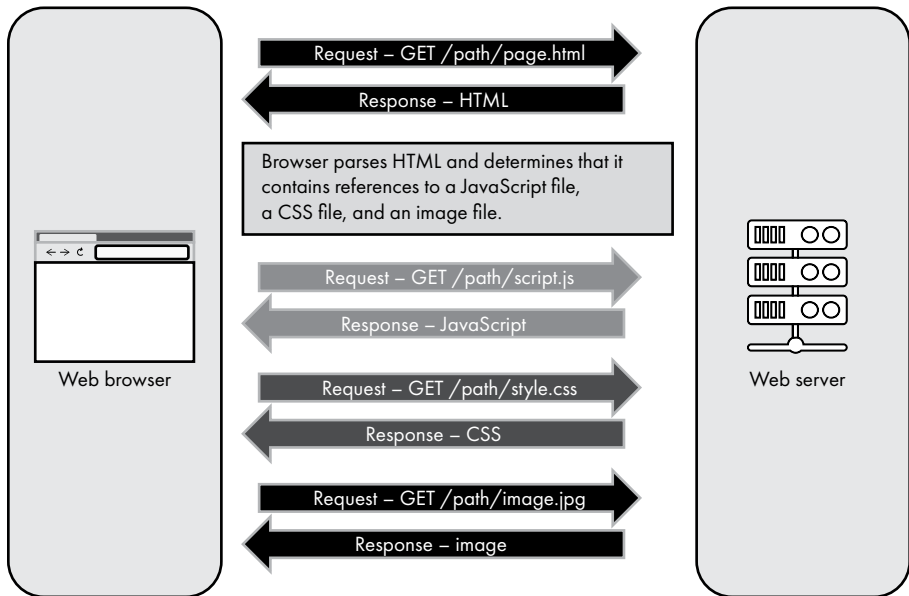 Request – GET /path/page.html
Response – HTML
Browser parses HTML and determines that it
contains references to a JavaScript file,
a CSS file, and an image file.
Request – GET /path/script.js
Response – JavaScript
Web browser
Web server
Request – GET /path/style.css
Response – CSS
Request – GET /path/image.jpg
Response – image